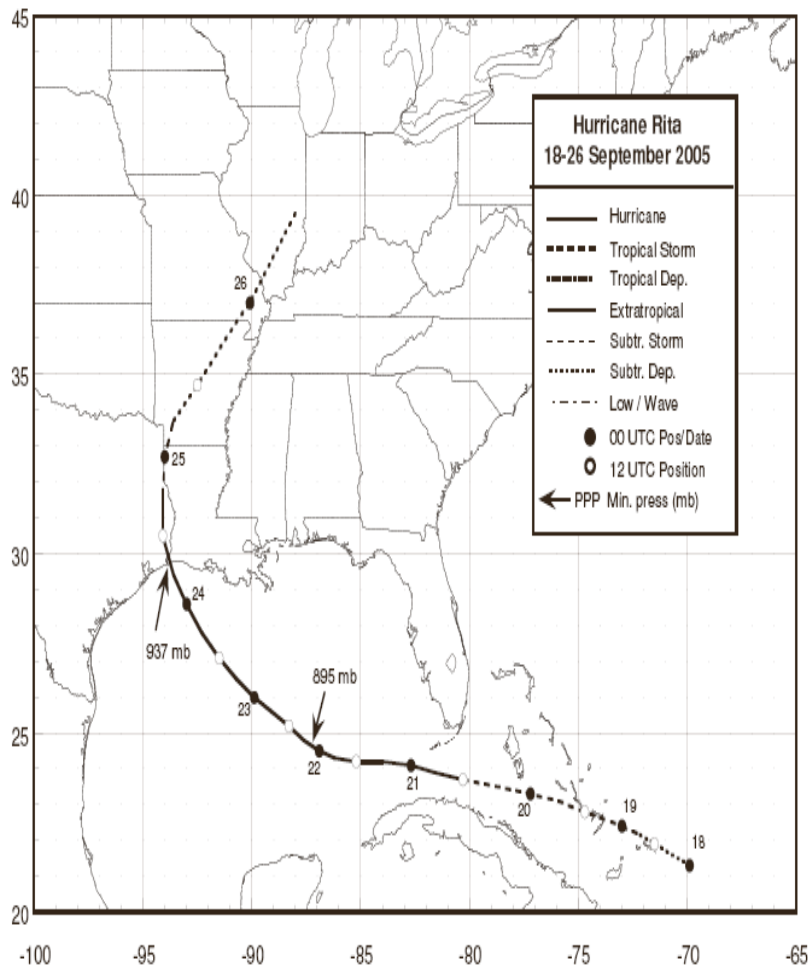 45
40
35
30
25
20
Hurricane Rita
18-26 September 2005
Hurricane
Tropical Storm
Tropical Dep.
Extratropical
Subtr. Storm
Subtr. Dep.
Low / Wave
00 UTC Pos/Date
12 UTC Position
PPP Min. press (mb)
26
25
24
937 mb
895 mb
23
22
21
20
19
18
-100
-95
-90
-85
-80
-75
-70
-65